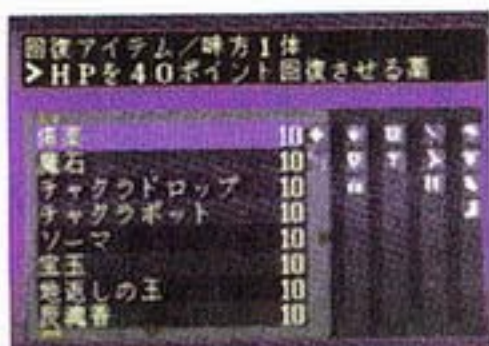 回復アイテム/味方1体
>HPを40ポイント回復させる薬
傷薬 10
魔石 10
チャクラドロップ 10
チャクラポット 10
ソーマ 10
宝玉 10
地返しの玉 10
反魂香 10